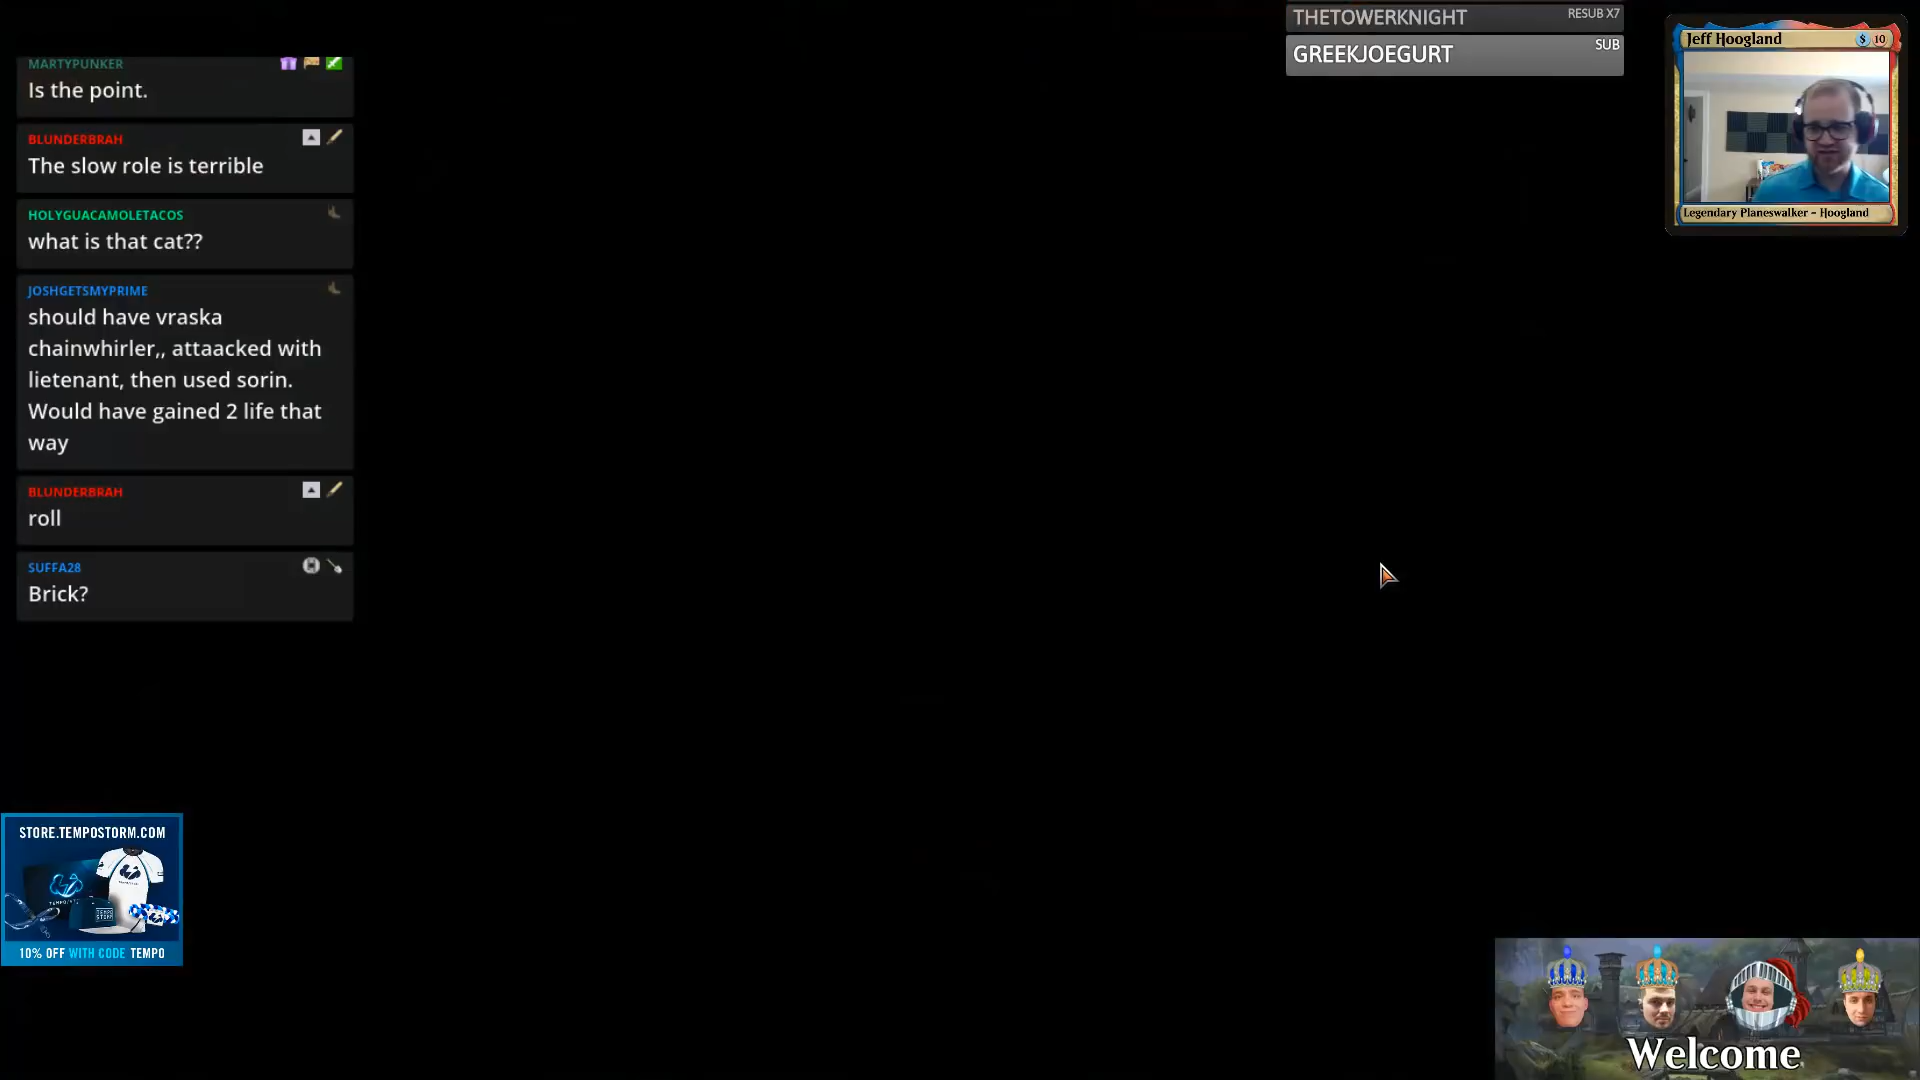 THETOWERKNIGHT RESUB X7
GREEKJOEGURT SUB
Jeff Hoogland $ 10
Legendary Planeswalker - Hoogland
MARTYPUNKER
Is the point.
BLUNDERBRAH
The slow role is terrible
HOLYGUACAMOLETACOS
what is that cat??
JOSHGETSMYPRIME
should have vraska
chainwhirler,, attaacked with
lietenant, then used sorin.
Would have gained 2 life that
way
BLUNDERBRAH
roll
SUFFA28
Brick?
STORE.TEMPOSTORM.COM
10% OFF WITH CODE TEMPO
Welcome